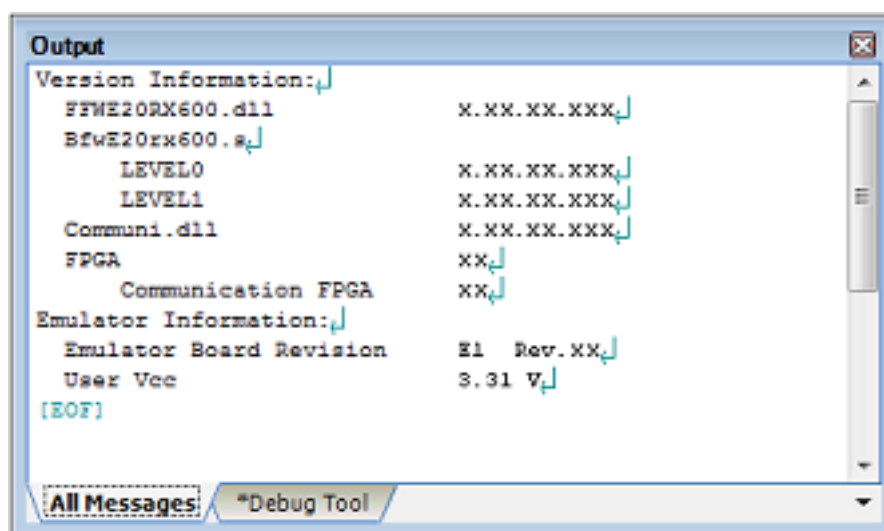 Output
Version Information:
FFWE20RX600.dll x.xx.xx.xxx
BfwE20rx600.s
LEVEL0 x.xx.xx.xxx
LEVEL1 x.xx.xx.xxx
Communi.dll x.xx.xx.xxx
FPGA xx
Communication FPGA xx
Emulator Information:
Emulator Board Revision E1 Rev.xx
User Vcc 3.31 V
[EOF]
All Messages *Debug Tool